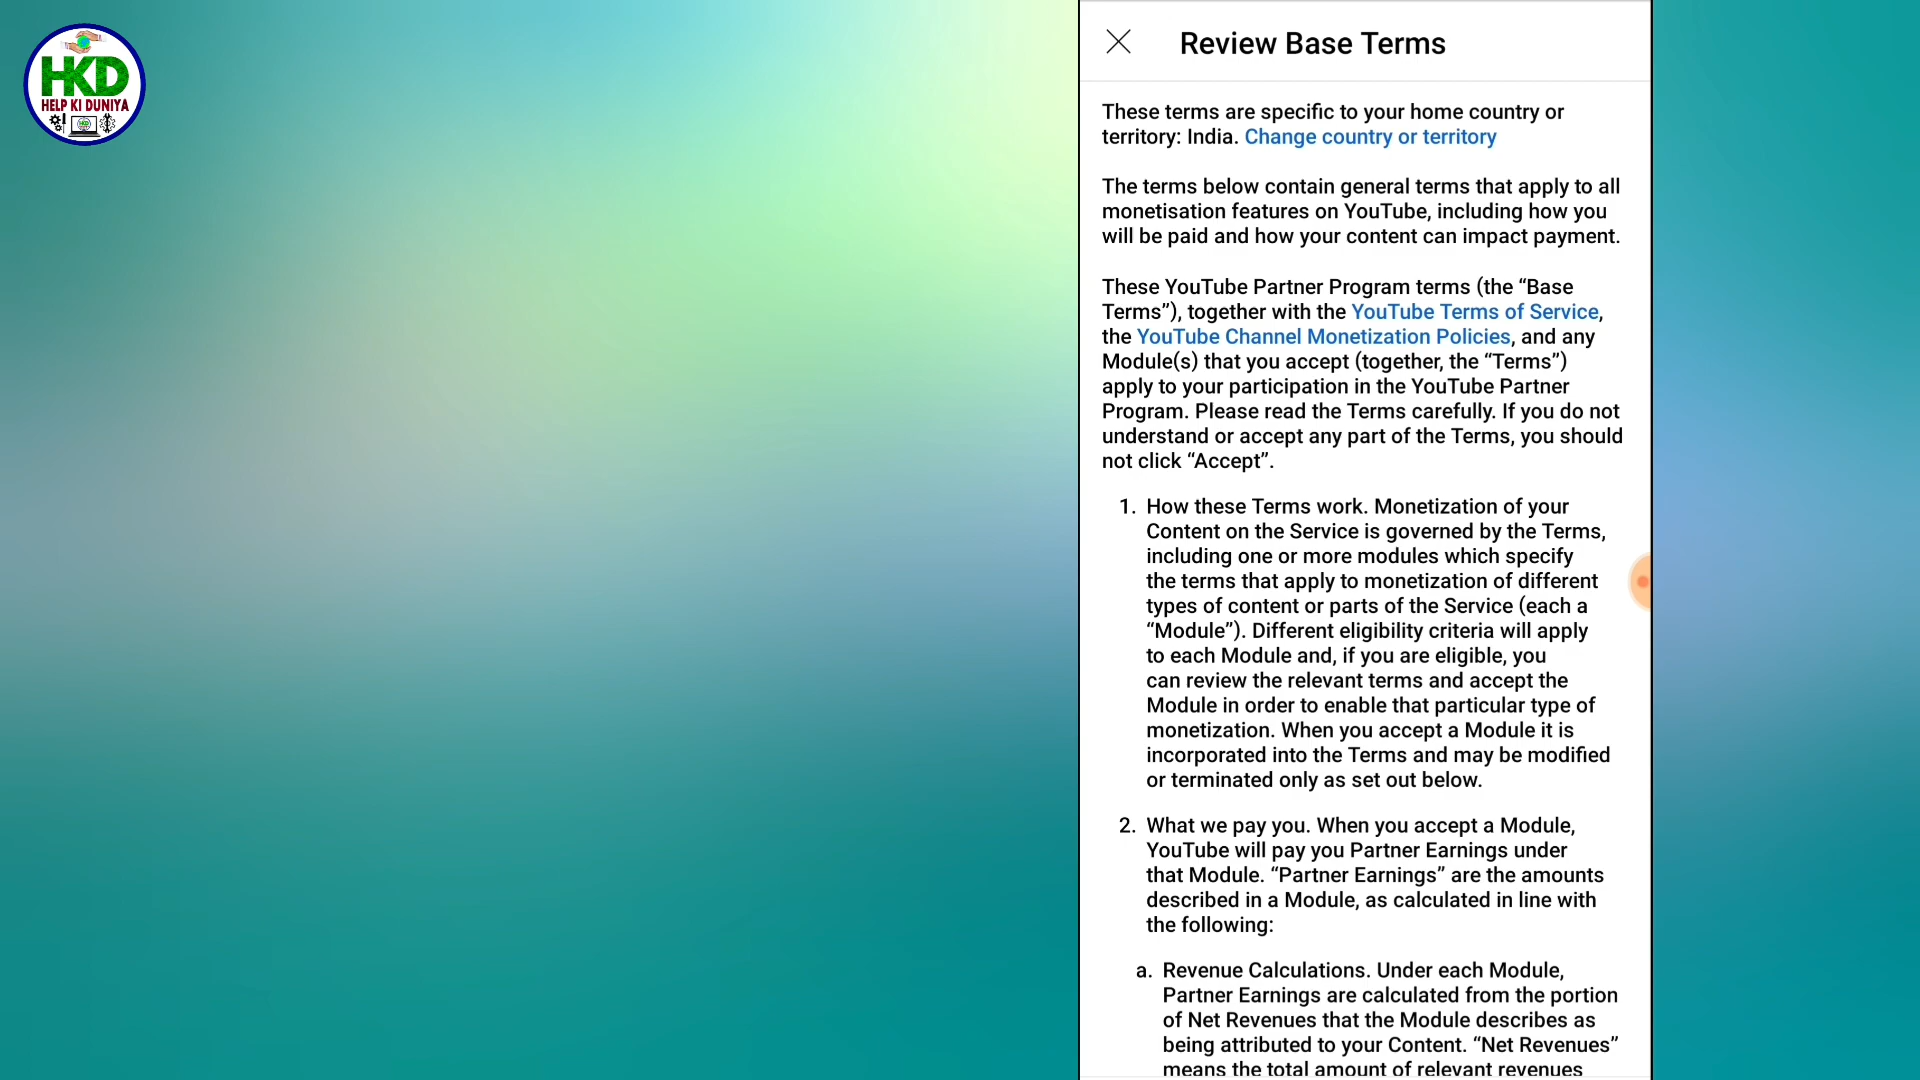 HKD
HELP KI DUNIYA
HKD
Review Base Terms
These terms are specific to your home country or
territory: India. Change country or territory
The terms below contain general terms that apply to all
monetisation features on YouTube, including how you
will be paid and how your content can impact payment.
These YouTube Partner Program terms (the “Base
Terms”), together with the YouTube Terms of Service,
the YouTube Channel Monetization Policies, and any
Module(s) that you accept (together, the “Terms”)
apply to your participation in the YouTube Partner
Program. Please read the Terms carefully. If you do not
understand or accept any part of the Terms, you should
not click “Accept”.
1. How these Terms work. Monetization of your
Content on the Service is governed by the Terms,
including one or more modules which specify
the terms that apply to monetization of different
types of content or parts of the Service (each a
“Module”). Different eligibility criteria will apply
to each Module and, if you are eligible, you
can review the relevant terms and accept the
Module in order to enable that particular type of
monetization. When you accept a Module it is
incorporated into the Terms and may be modified
or terminated only as set out below.
2. What we pay you. When you accept a Module,
YouTube will pay you Partner Earnings under
that Module. “Partner Earnings” are the amounts
described in a Module, as calculated in line with
the following:
a. Revenue Calculations. Under each Module,
Partner Earnings are calculated from the portion
of Net Revenues that the Module describes as
being attributed to your Content. “Net Revenues”
means the total amount of relevant revenues